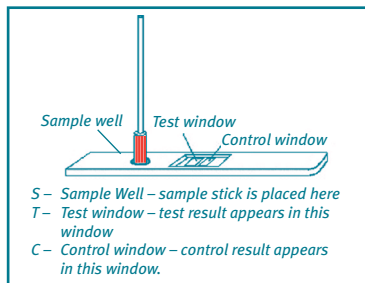 Sample well
Test window
Control window
S – Sample Well – sample stick is placed here
T – Test window – test result appears in this
window
C – Control window – control result appears
in this window.